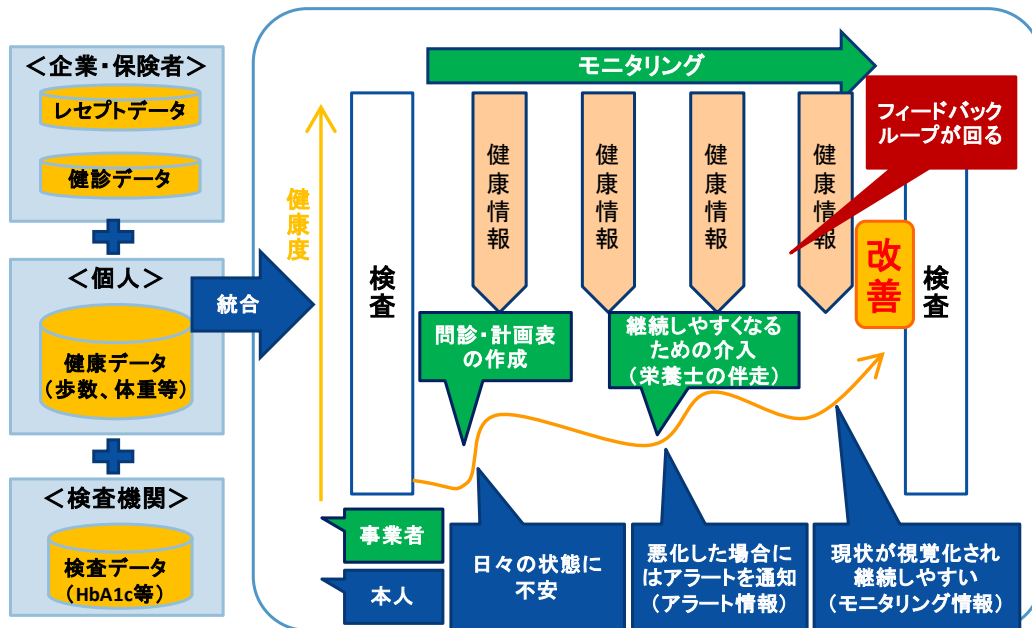 ＜企業・保険者＞
レセプトデータ
健診データ
＜個人＞
健康データ
（歩数、体重等）
＜検査機関＞
検査データ
（HbA1c等）
統合
健康度
検査
モニタリング
健康情報
健康情報
健康情報
健康情報
フィードバック
ループが回る
改善
検査
問診・計画表
の作成
継続しやすくなる
ための介入
（栄養士の伴走）
事業者
本人
日々の状態に
不安
悪化した場合に
はアラートを通知
（アラート情報）
現状が視覚化され
継続しやすい
（モニタリング情報）